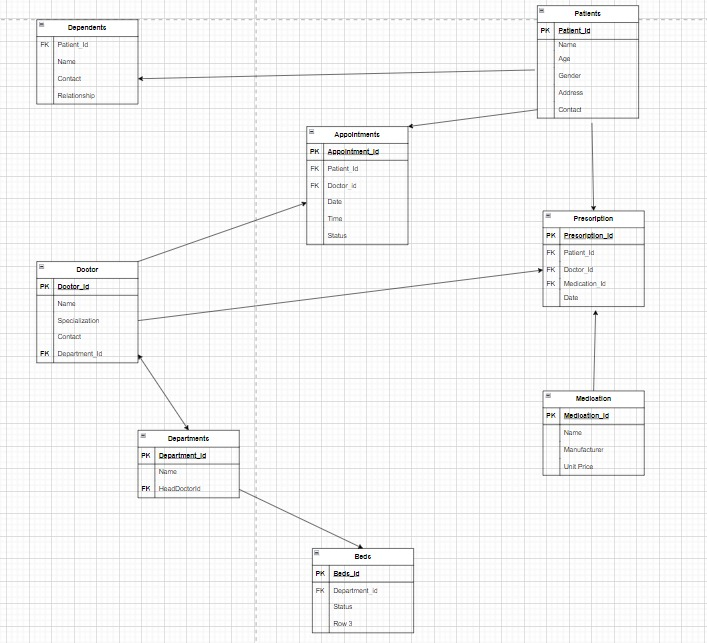 Dependents
FK Patient_Id
Name
Contact
Relationship
Patients
PK Patient_Id
Name
Age
Gender
Address
Contact
Appointments
PK Appointment_id
FK Patient_Id
FK Doctor_id
Date
Time
Status
Prescription
PK Prescription_id
FK Patient_Id
FK Doctor_Id
FK Medication_Id
Date
Doctor
PK Doctor_id
Name
Specialization
Contact
FK Department_Id
Medication
PK Medication_id
Name
Manufacturer
Unit Price
Departments
PK Department_id
Name
FK HeadDoctorId
Beds
PK Beds_id
FK Department_id
Status
Row 3